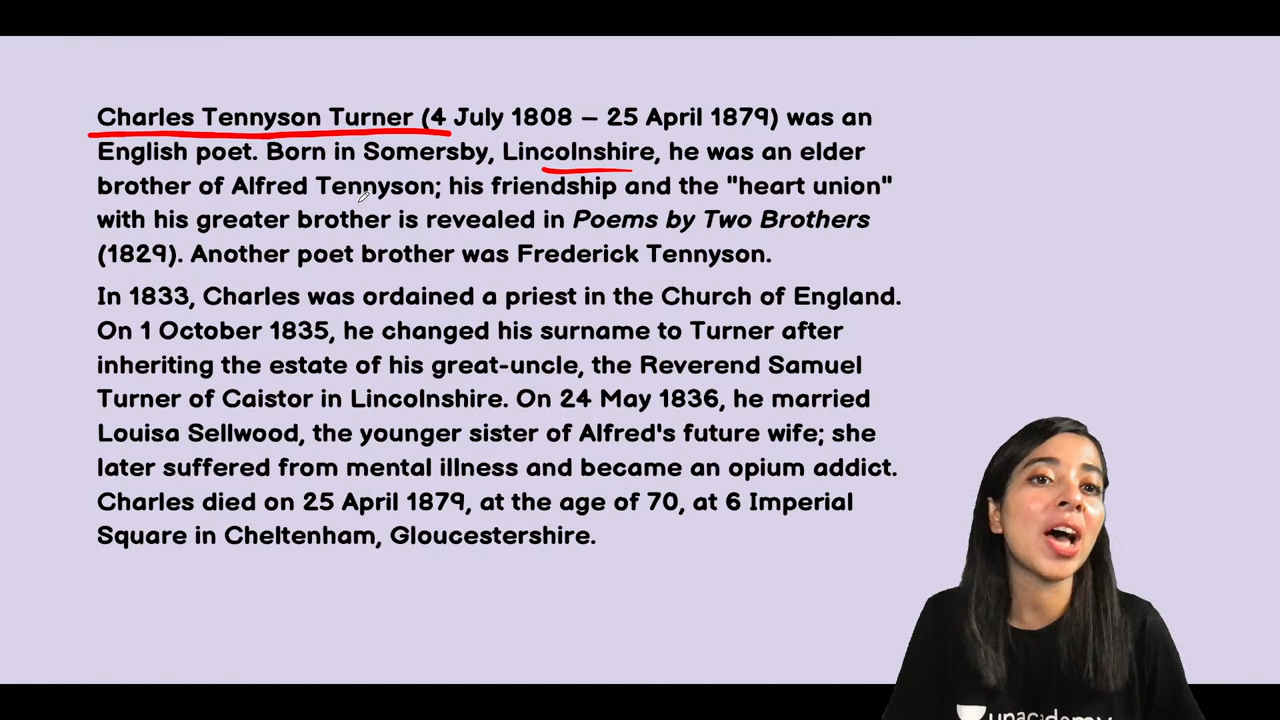 Charles Tennyson Turner (4 July 1808 – 25 April 1879) was an
English poet. Born in Somersby, Lincolnshire, he was an elder
brother of Alfred Tennyson; his friendship and the "heart union"
with his greater brother is revealed in Poems by Two Brothers
(1829). Another poet brother was Frederick Tennyson.
In 1833, Charles was ordained a priest in the Church of England.
On 1 October 1835, he changed his surname to Turner after
inheriting the estate of his great-uncle, the Reverend Samuel
Turner of Caistor in Lincolnshire. On 24 May 1836, he married
Louisa Sellwood, the younger sister of Alfred's future wife; she
later suffered from mental illness and became an opium addict.
Charles died on 25 April 1879, at the age of 70, at 6 Imperial
Square in Cheltenham, Gloucestershire.
unacademy